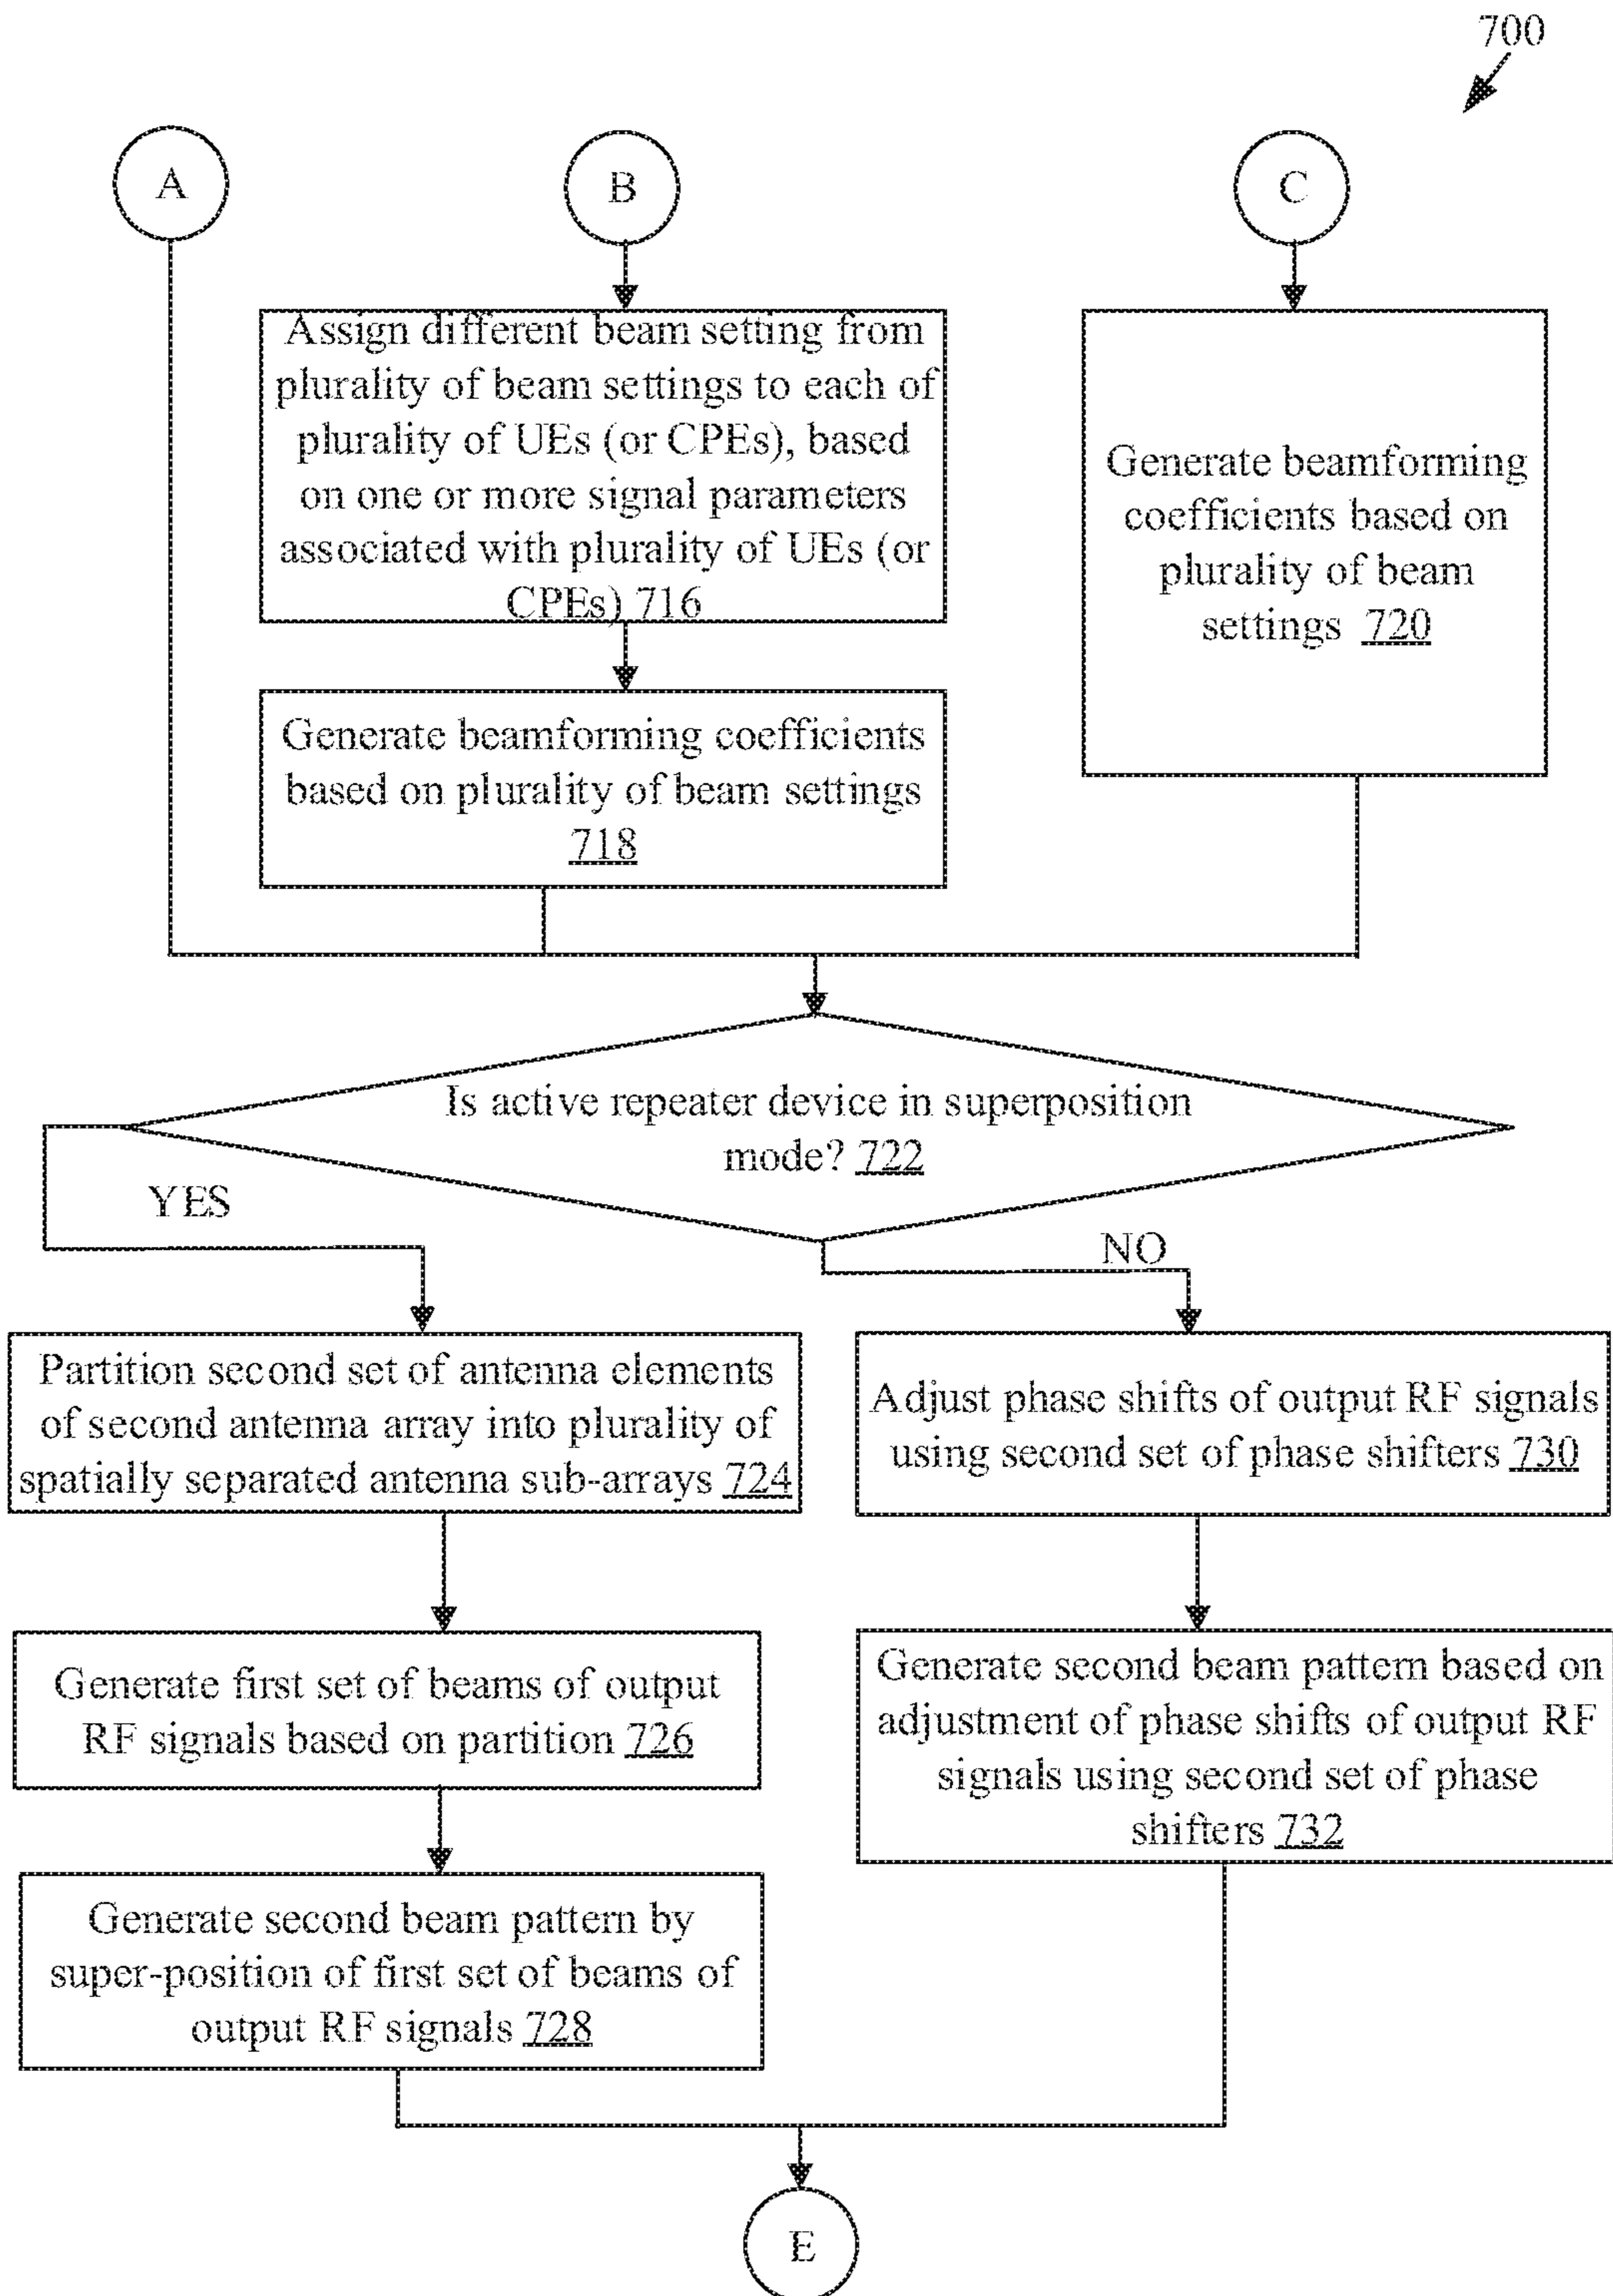 700
A
B
C
Assign different beam setting from
plurality of beam settings to each of
plurality of UEs (or CPEs), based
on one or more signal parameters
associated with plurality of UEs (or
CPEs) 716
Generate beamforming coefficients
based on plurality of beam settings
718
Generate beamforming
coefficients based on
plurality of beam
settings 720
Is active repeater device in superposition
mode? 722
YES
NO
Partition second set of antenna elements
of second antenna array into plurality of
spatially separated antenna sub-arrays 724
Generate first set of beams of output
RF signals based on partition 726
Generate second beam pattern by
super-position of first set of beams of
output RF signals 728
Adjust phase shifts of output RF signals
using second set of phase shifters 730
Generate second beam pattern based on
adjustment of phase shifts of output RF
signals using second set of phase
shifters 732
E